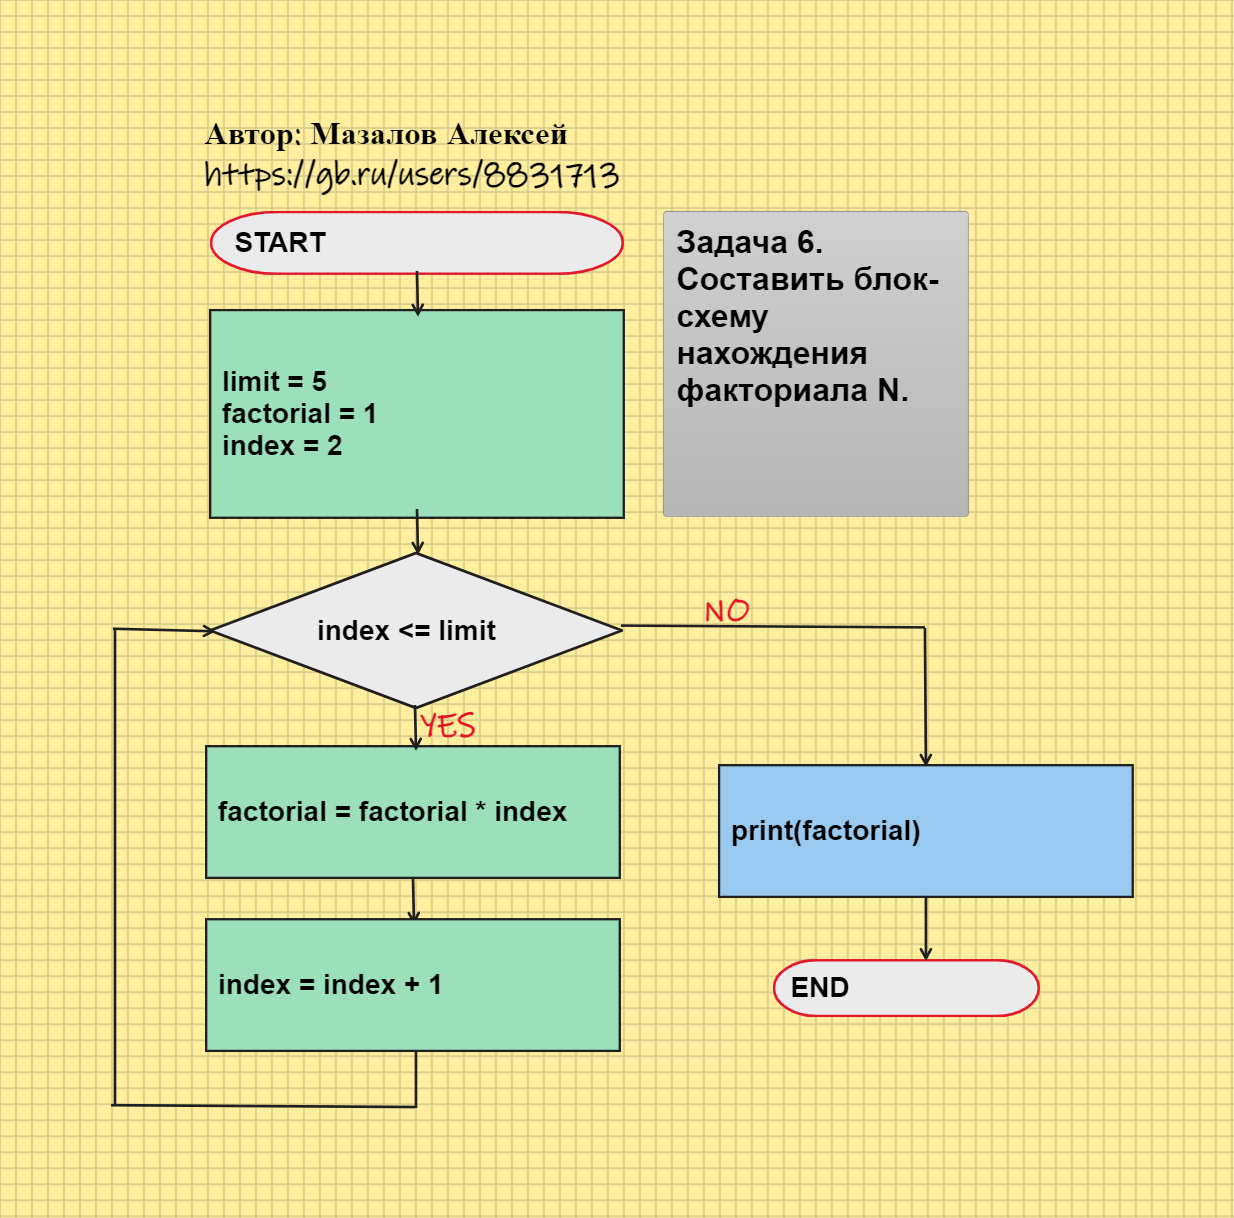 Автор: Мазалов Алексей
https://gb.ru/users/8831713
START
Задача 6.
Составить блок-
схему
нахождения
факториала N.
limit = 5
factorial = 1
index = 2
index <= limit
NO
YES
factorial = factorial * index
print(factorial)
index = index + 1
END